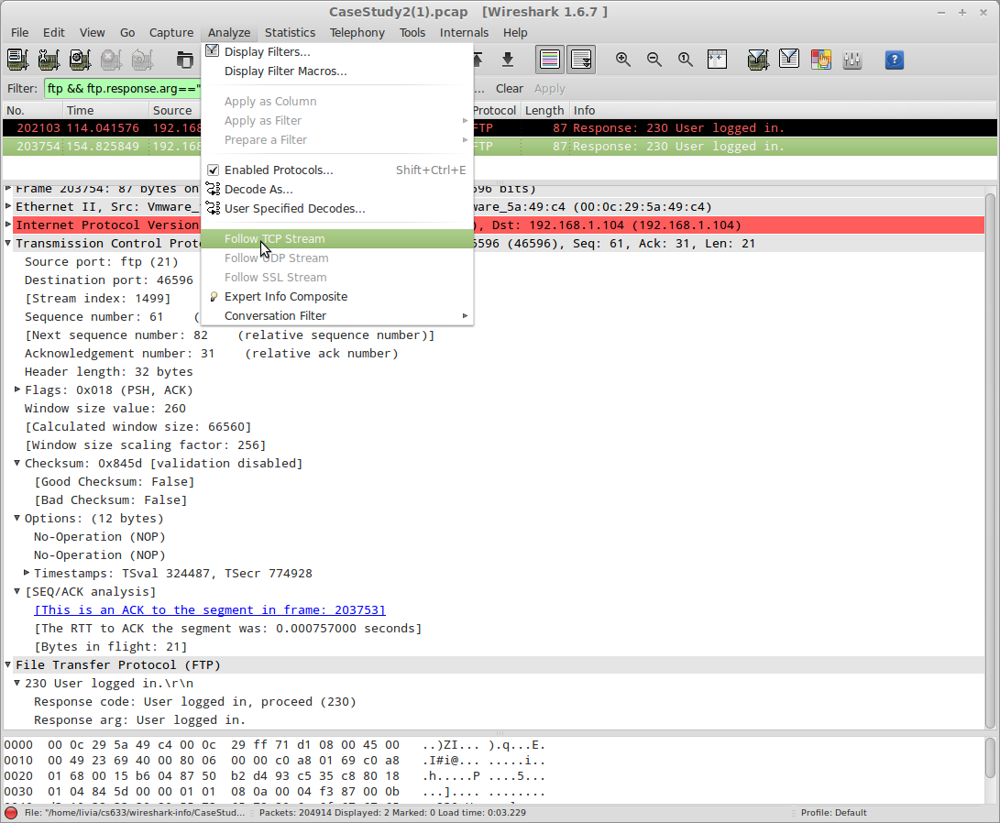 CaseStudy2(1).pcap [Wireshark 1.6.7 ]
File Edit View Go Capture Analyze Statistics Telephony Tools Internals Help
Display Filters...
Display Filter Macros...
Filter: ftp && ftp.response.arg==" ... Clear Apply
Apply as Column
Apply as Filter
Prepare a Filter
Enabled Protocols... Shift+Ctrl+E
Decode As...
User Specified Decodes...
Follow TCP Stream
Follow UDP Stream
Follow SSL Stream
Expert Info Composite
Conversation Filter
No. Time Source Protocol Length Info
202103 114.041576 192.168 FTP 87 Response: 230 User logged in.
203754 154.825849 192.168 FTP 87 Response: 230 User logged in.
Frame 203754: 87 bytes on 596 bits)
Ethernet II, Src: Vmware_ ware_5a:49:c4 (00:0c:29:5a:49:c4)
Internet Protocol Version ), Dst: 192.168.1.104 (192.168.1.104)
Transmission Control Prot 6596 (46596), Seq: 61, Ack: 31, Len: 21
Source port: ftp (21)
Destination port: 46596
[Stream index: 1499]
Sequence number: 61 (
[Next sequence number: 82 (relative sequence number)]
Acknowledgement number: 31 (relative ack number)
Header length: 32 bytes
Flags: 0x018 (PSH, ACK)
Window size value: 260
[Calculated window size: 66560]
[Window size scaling factor: 256]
Checksum: 0x845d [validation disabled]
[Good Checksum: False]
[Bad Checksum: False]
Options: (12 bytes)
No-Operation (NOP)
No-Operation (NOP)
Timestamps: TSval 324487, TSecr 774928
[SEQ/ACK analysis]
[This is an ACK to the segment in frame: 203753]
[The RTT to ACK the segment was: 0.000757000 seconds]
[Bytes in flight: 21]
File Transfer Protocol (FTP)
230 User logged in.\r\n
Response code: User logged in, proceed (230)
Response arg: User logged in.
0000 00 0c 29 5a 49 c4 00 0c 29 ff 71 d1 08 00 45 00 ..)ZI... ).q...E.
0010 00 49 23 69 40 00 80 06 00 00 c0 a8 01 69 c0 a8 .I#i@... .....i..
0020 01 68 00 15 b6 04 87 50 b2 d4 93 c5 35 c8 80 18 .h.....P ....5...
0030 01 04 84 5d 00 00 01 01 08 0a 00 04 f3 87 00 0b ...].... ........
File: "/home/livia/cs633/wireshark-info/CaseStud... Packets: 204914 Displayed: 2 Marked: 0 Load time: 0:03.229 Profile: Default